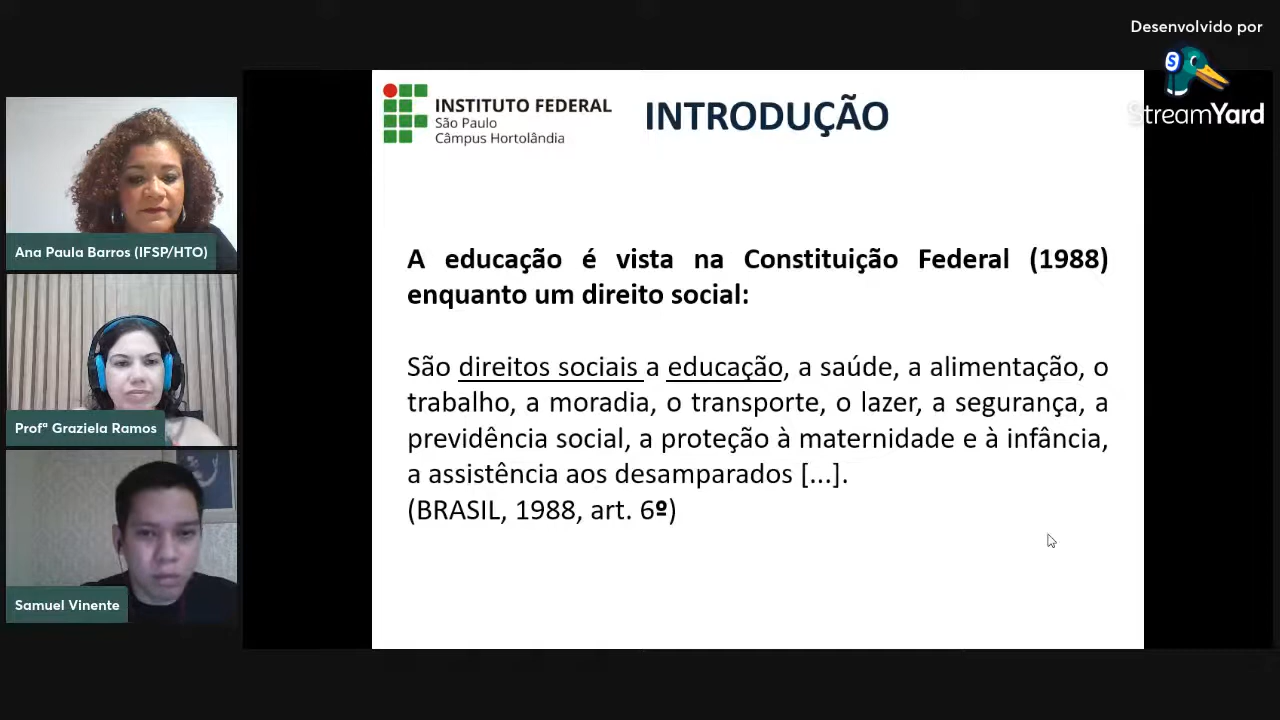 Desenvolvido por
StreamYard
INSTITUTO FEDERAL
São Paulo
Câmpus Hortolândia
INTRODUÇÃO
A educação é vista na Constituição Federal (1988)
enquanto um direito social:
São direitos sociais a educação, a saúde, a alimentação, o
trabalho, a moradia, o transporte, o lazer, a segurança, a
previdência social, a proteção à maternidade e à infância,
a assistência aos desamparados [...].
(BRASIL, 1988, art. 6º)
Ana Paula Barros (IFSP/HTO)
Profª Graziela Ramos
Samuel Vinente